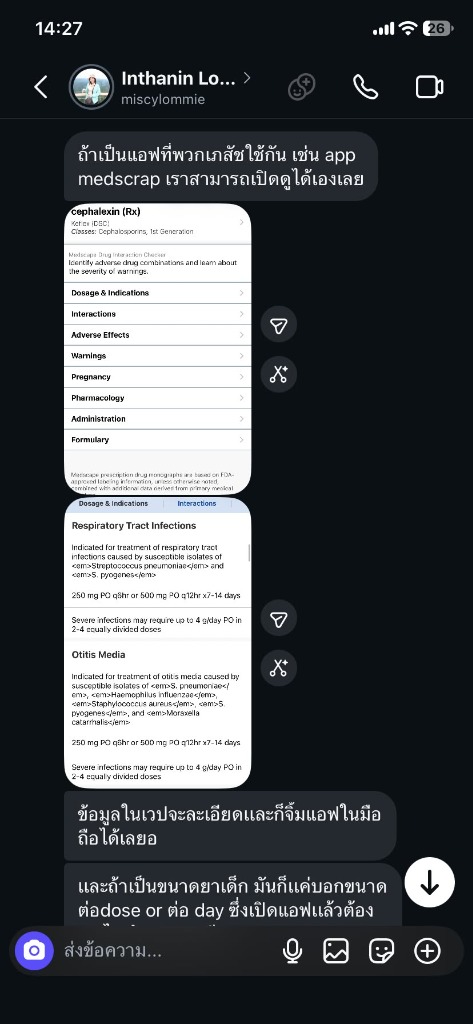 14:27
26
Inthanin Lo...
miscylommie
ถ้าเป็นแอฟที่พวกเภสัชใช้กัน เช่น app
medscrap เราสามารถเปิดดูได้เองเลย
cephalexin (Rx)
Keflex (DSC)
Classes: Cephalosporins, 1st Generation
Medscape Drug Interaction Checker
Identify adverse drug combinations and learn about
the severity of warnings.
Dosage & Indications
Interactions
Adverse Effects
Warnings
Pregnancy
Pharmacology
Administration
Formulary
Medscape prescription drug monographs are based on FDA-
approved labeling information, unless otherwise noted,
combined with additional data derived from primary medical
Dosage & Indications Interactions
Respiratory Tract Infections
Indicated for treatment of respiratory tract
infections caused by susceptible isolates of
<em>Streptococcus pneumoniae</em> and
<em>S. pyogenes</em>
250 mg PO q6hr or 500 mg PO q12hr x7-14 days
Severe infections may require up to 4 g/day PO in
2-4 equally divided doses
Otitis Media
Indicated for treatment of otitis media caused by
susceptible isolates of <em>S. pneumoniae</
em>, <em>Haemophilus influenzae</em>,
<em>Staphylococcus aureus</em>, <em>S.
pyogenes</em>, and <em>Moraxella
catarrhalis</em>
250 mg PO q6hr or 500 mg PO q12hr x7-14 days
Severe infections may require up to 4 g/day PO in
2-4 equally divided doses
ข้อมูลในเวปจะละเอียดและก็จิ้มแอฟในมือ
ถือได้เลยอ
และถ้าเป็นขนาดยาเด็ก มันก็แค่บอกขนาด
ต่อdose or ต่อ day ซึ่งเปิดแอฟแล้วต้อง
ส่งข้อความ...